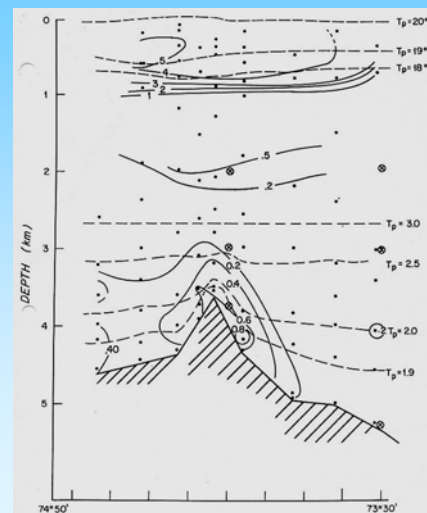 0
Tp = 20°
5
Tp = 19°
4
Tp = 18°
3
2
1
1
.5
2
.2
DEPTH (km)
Tp = 3.0
3
Tp = 2.5
0.2
0.4
4
0.6
.2
Tp = 2.0
0.8
.40
Tp = 1.9
5
74°50'
73°30'